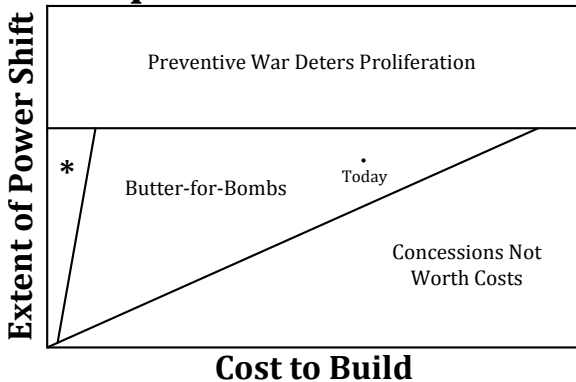 Extent of Power Shift
Preventive War Deters Proliferation
*
Butter-for-Bombs
Today
Concessions Not
Worth Costs
Cost to Build